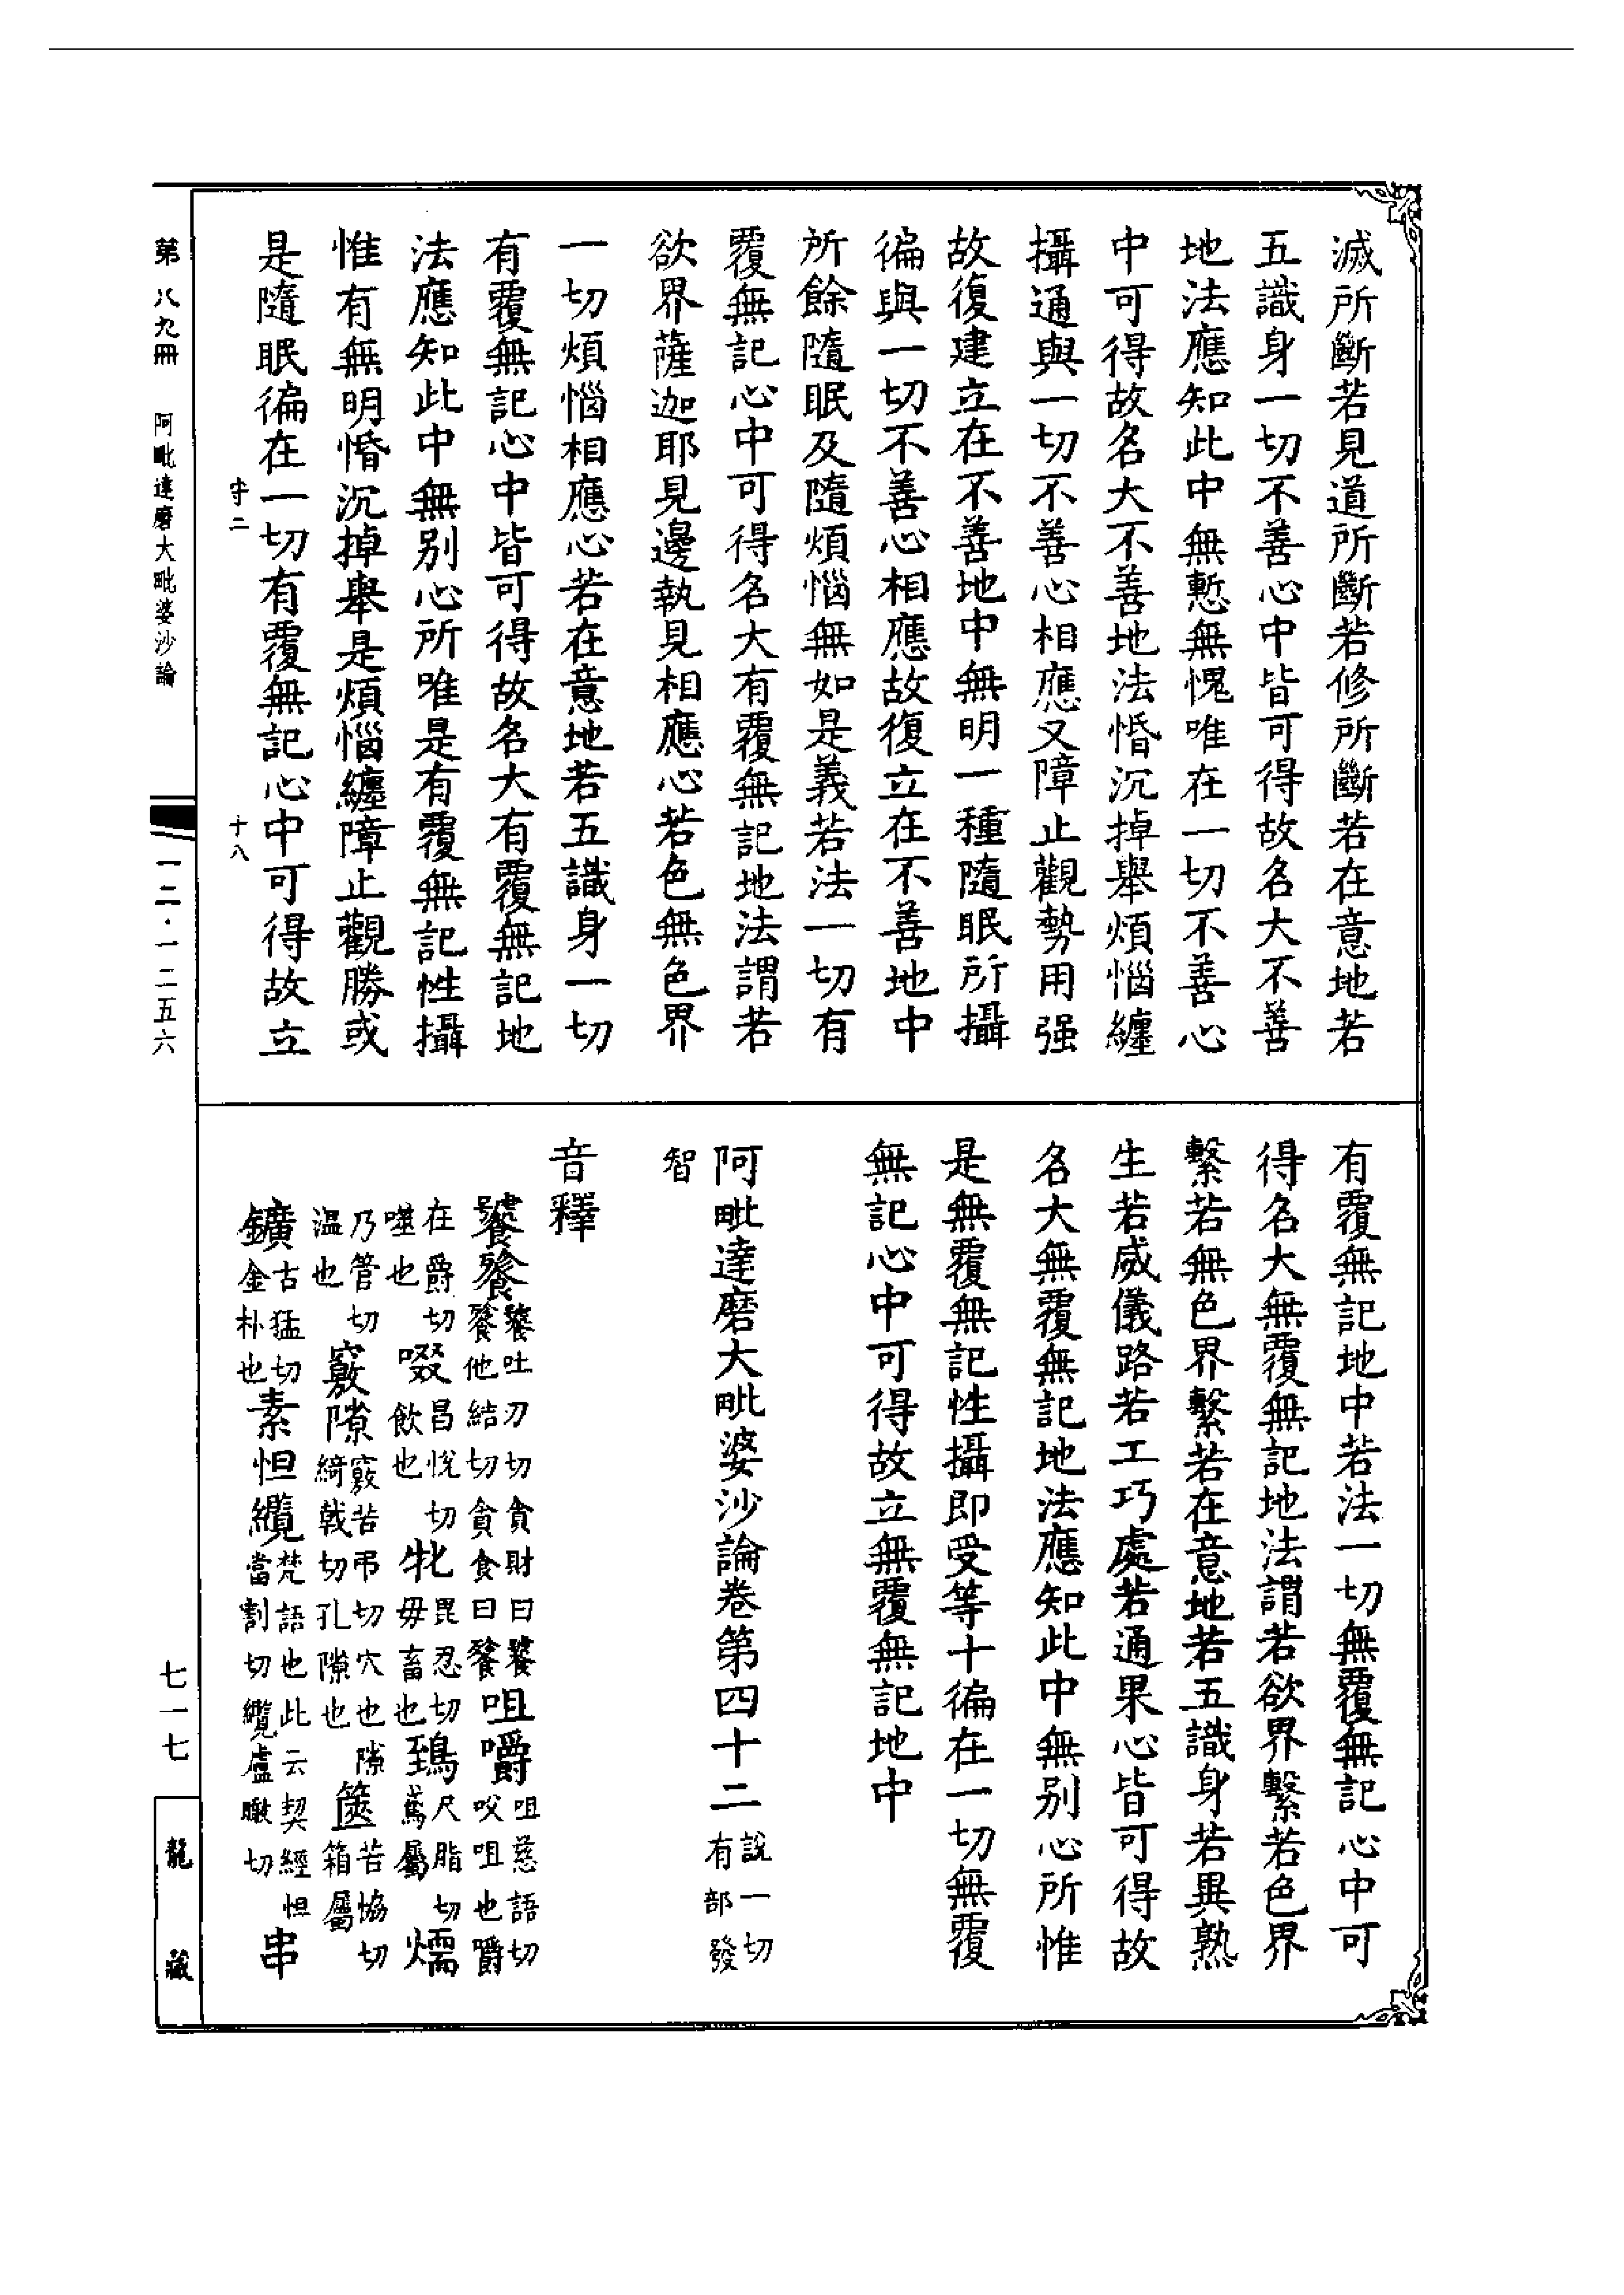 滅所斷若見道所斷若修所斷若在意地若
五識身一切不善心中皆可得故名大不善
地法應知此中無慙無愧唯在一切不善心
中可得故名大不善地法惛沉掉舉煩惱纏
攝通與一切不善心相應又障止觀勢用强
故復建立在不善地中無明一種隨眠所攝
徧與一切不善心相應故復立在不善地中
所餘隨眠及隨煩惱無如是義若法一切有
覆無記心中可得名大有覆無記地法謂若
欲界薩迦耶見邊執見相應心若色無色界
一切煩惱相應心若在意地若五識身一切
有覆無記心中皆可得故名大有覆無記地
法應知此中無别心所唯是有覆無記性攝
惟有無明惛沉掉舉是煩惱纏障止觀勝或
是隨眠徧在一切有覆無記心中可得故立
有覆無記地中若法一切無覆無記心中可
得名大無覆無記地法謂若欲界繫若色界
繫若無色界繫若在意地若五識身若異熟
生若威儀路若工巧處若通果心皆可得故
名大無覆無記地法應知此中無别心所惟
是無覆無記性攝即受等十徧在一切無覆
無記心中可得故立無覆無記地中
阿毗達磨大毗婆沙論卷第四十二 說一切
有部發
智
音釋
饕餮 饕吐刀切貪財曰饕
餮他結切貪食曰餮 咀嚼 咀慈語切
㕮咀也嚼
在爵切
噬也 啜 昌悅切
飲也 牝 毘忍切
毋畜也 鵄 尺脂切
鳶屬 煗
乃管切
温也 竅隙 竅苦弔切穴也隙
綺戟切孔隙也 篋 苦協切
箱屬
鑛 古猛切
金朴也 素怛纜 梵語也此云契經怛
當割切纜盧瞰切 串
第八九冊 阿毗達磨大毗婆沙論
守二 十八
一二·一二五六
七一七
龍藏